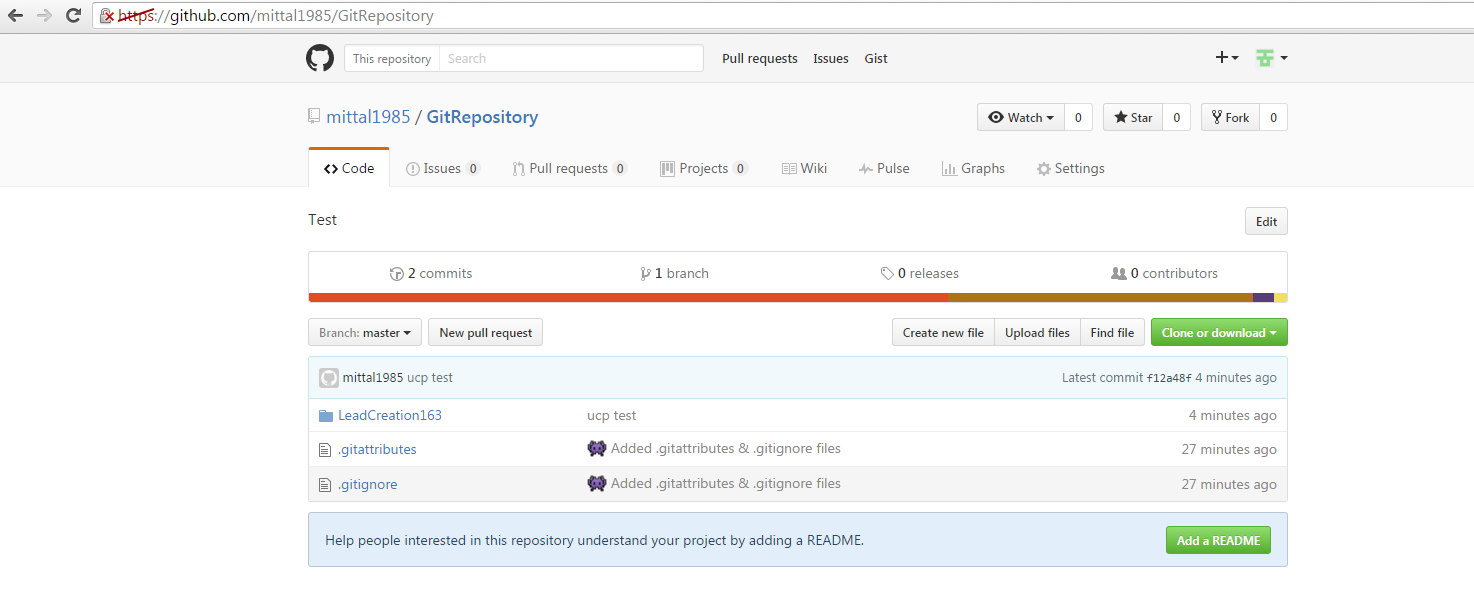 https://github.com/mittal1985/GitRepository
This repository Search Pull requests Issues Gist
mittal1985 / GitRepository Watch 0 Star 0 Fork 0
Code Issues 0 Pull requests 0 Projects 0 Wiki Pulse Graphs Settings
Test Edit
2 commits 1 branch 0 releases 0 contributors
Branch: master New pull request Create new file Upload files Find file Clone or download
mittal1985 ucp test Latest commit f12a48f 4 minutes ago
LeadCreation163 ucp test 4 minutes ago
.gitattributes Added .gitattributes & .gitignore files 27 minutes ago
.gitignore Added .gitattributes & .gitignore files 27 minutes ago
Help people interested in this repository understand your project by adding a README. Add a README